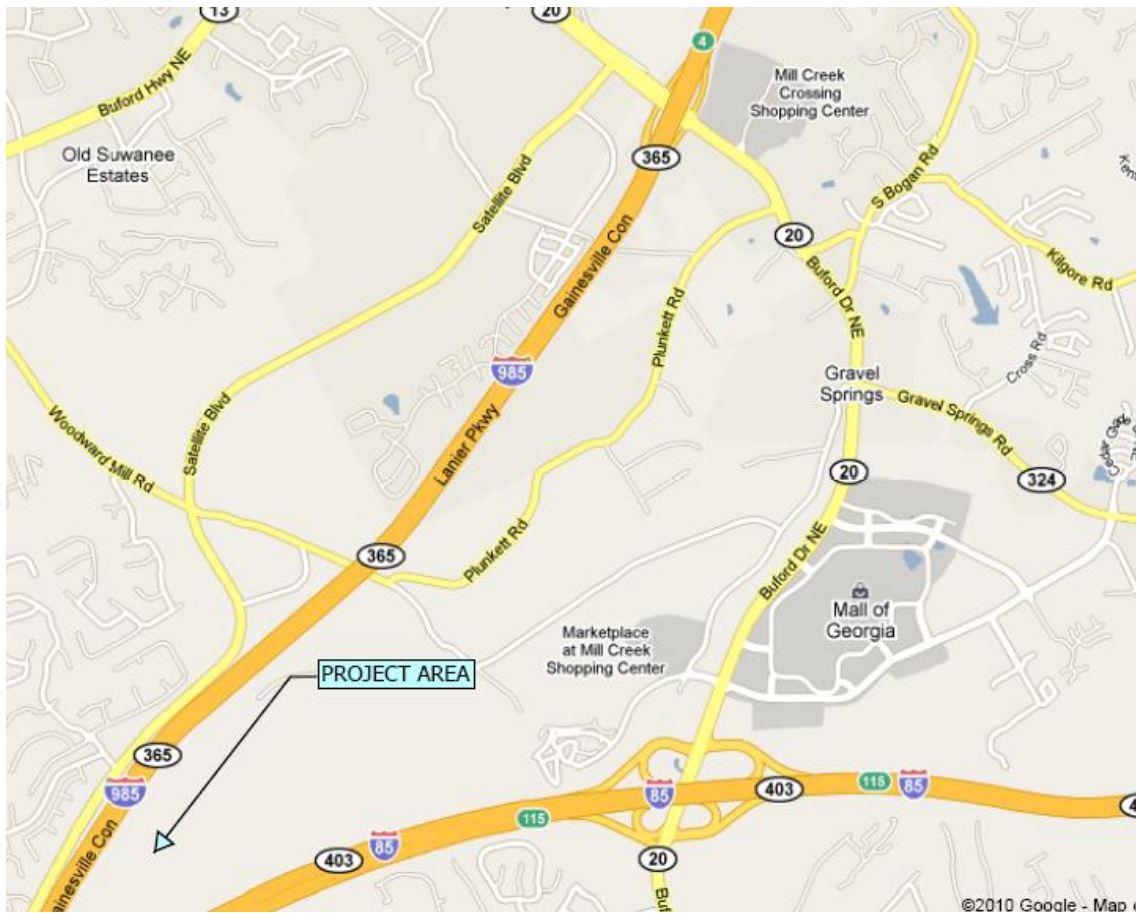 13
20
4
Buford Hwy NE
Mill Creek
Crossing
Shopping Center
Old Suwanee
Estates
365
Satellite Blvd
S Bogan Rd
20
Gainesville Con
Buford Dr NE
Kilgore Rd
Plunkett Rd
985
Cross Rd
Gravel
Springs
Gravel Springs Rd
Satellite Blvd
Woodward Mill Rd
Lanier Pkwy
20
324
365
Plunkett Rd
Buford Dr NE
Mall of
Georgia
Marketplace
at Mill Creek
Shopping Center
PROJECT AREA
365
985
85
403
115
85
115
403
85
20
©2010 Google - Map